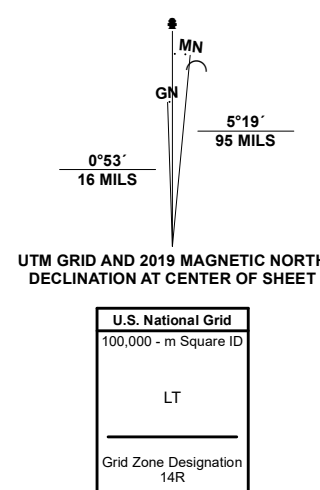 MN
GN
5°19´
95 MILS
0°53´
16 MILS
UTM GRID AND 2019 MAGNETIC NORTH
DECLINATION AT CENTER OF SHEET
U.S. National Grid
100,000 - m Square ID
LT
Grid Zone Designation
14R